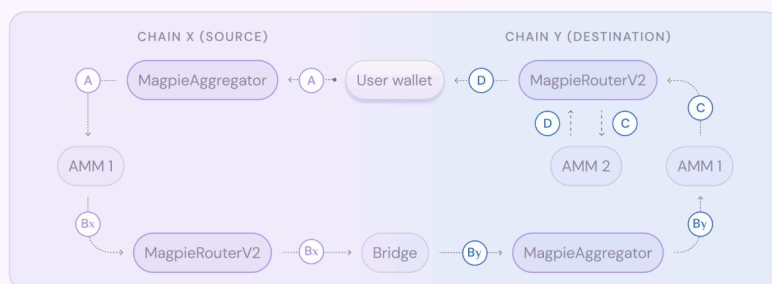 CHAIN X (SOURCE)
CHAIN Y (DESTINATION)
A
MagpieAggregator
A
User wallet
D
MagpieRouterV2
C
D
C
AMM 1
AMM 2
AMM 1
Bx
By
MagpieRouterV2
Bx
Bridge
By
MagpieAggregator